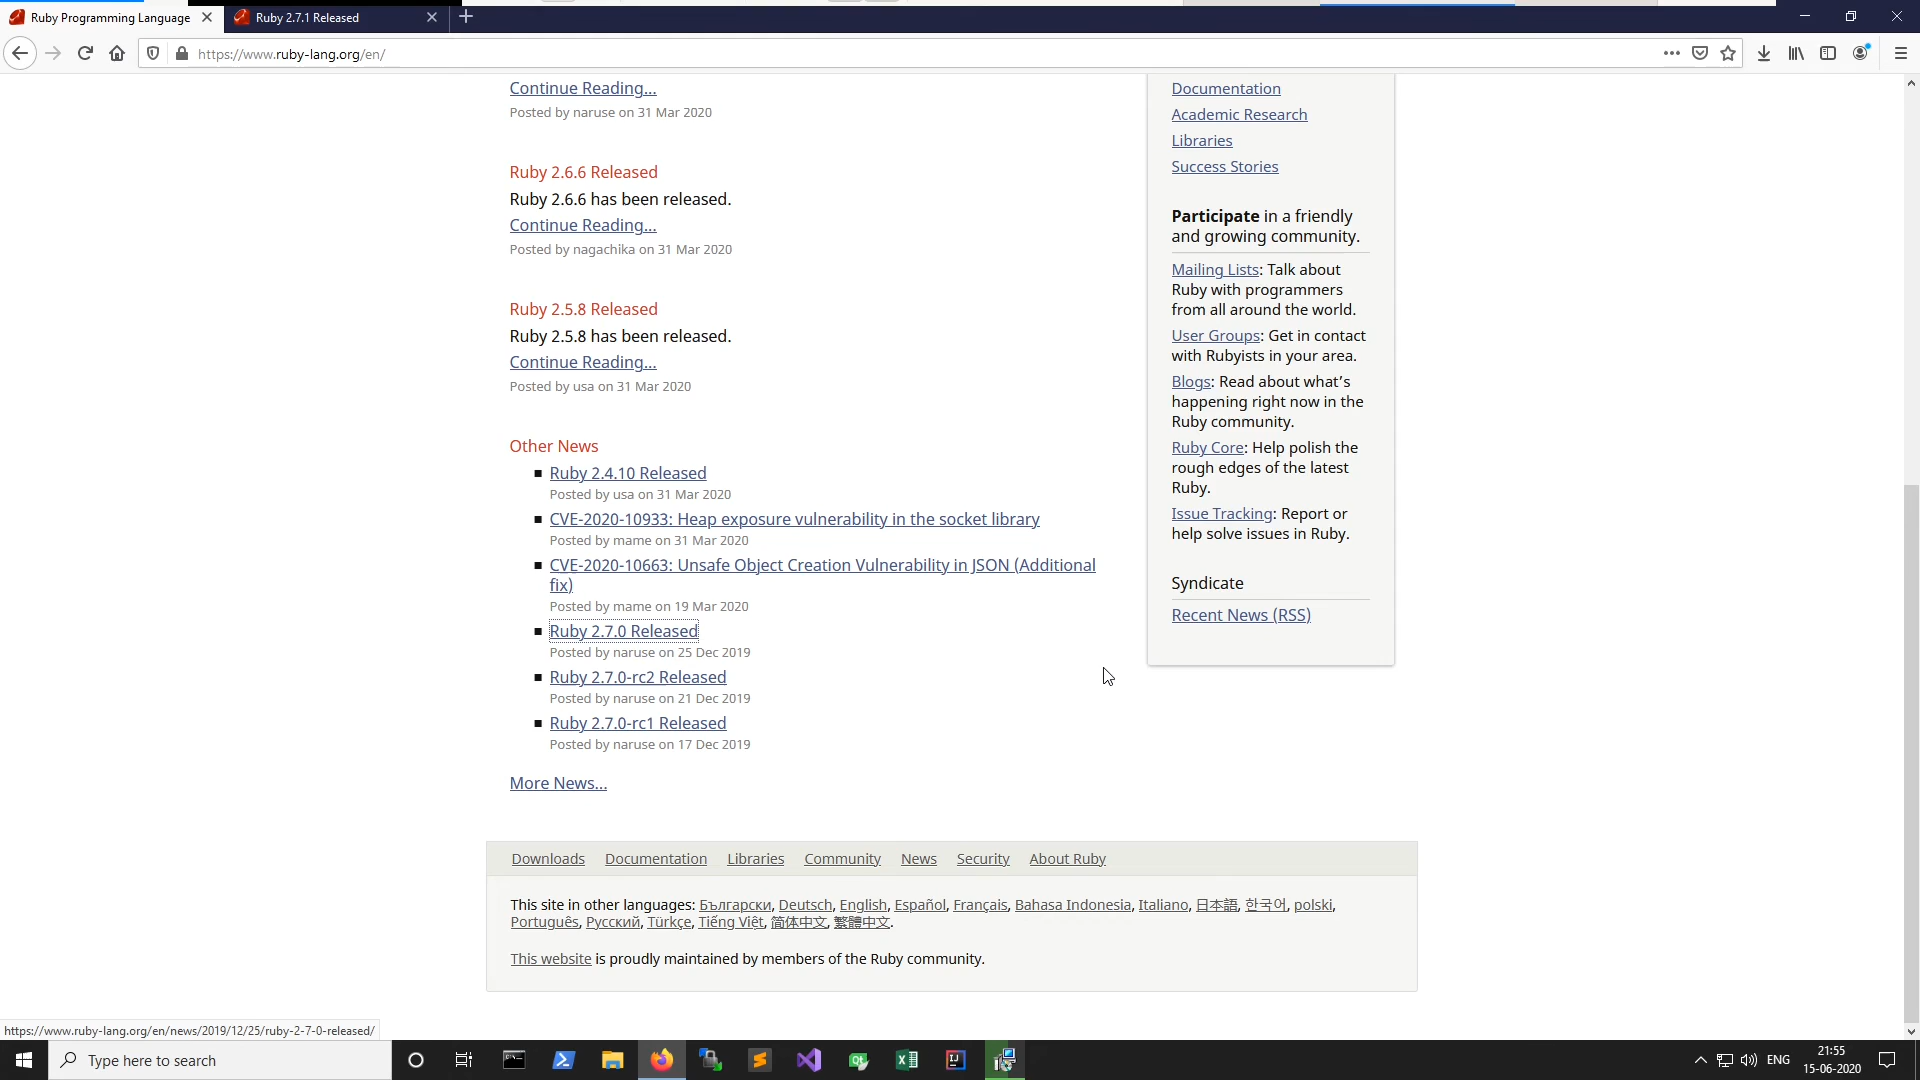 Ruby Programming Language
Ruby 2.7.1 Released
https://www.ruby-lang.org/en/
Continue Reading...
Posted by naruse on 31 Mar 2020
Ruby 2.6.6 Released
Ruby 2.6.6 has been released.
Continue Reading...
Posted by nagachika on 31 Mar 2020
Ruby 2.5.8 Released
Ruby 2.5.8 has been released.
Continue Reading...
Posted by usa on 31 Mar 2020
Other News
Ruby 2.4.10 Released
Posted by usa on 31 Mar 2020
CVE-2020-10933: Heap exposure vulnerability in the socket library
Posted by mame on 31 Mar 2020
CVE-2020-10663: Unsafe Object Creation Vulnerability in JSON (Additional
fix)
Posted by mame on 19 Mar 2020
Ruby 2.7.0 Released
Posted by naruse on 25 Dec 2019
Ruby 2.7.0-rc2 Released
Posted by naruse on 21 Dec 2019
Ruby 2.7.0-rc1 Released
Posted by naruse on 17 Dec 2019
More News...
Documentation
Academic Research
Libraries
Success Stories
Participate in a friendly
and growing community.
Mailing Lists: Talk about
Ruby with programmers
from all around the world.
User Groups: Get in contact
with Rubyists in your area.
Blogs: Read about what’s
happening right now in the
Ruby community.
Ruby Core: Help polish the
rough edges of the latest
Ruby.
Issue Tracking: Report or
help solve issues in Ruby.
Syndicate
Recent News (RSS)
Downloads Documentation Libraries Community News Security About Ruby
This site in other languages: Български, Deutsch, English, Español, Français, Bahasa Indonesia, Italiano, 日本語, 한국어, polski,
Português, Русский, Türkçe, Tiếng Việt, 简体中文, 繁體中文.
This website is proudly maintained by members of the Ruby community.
https://www.ruby-lang.org/en/news/2019/12/25/ruby-2-7-0-released/
Type here to search
ENG
21:55
15-06-2020